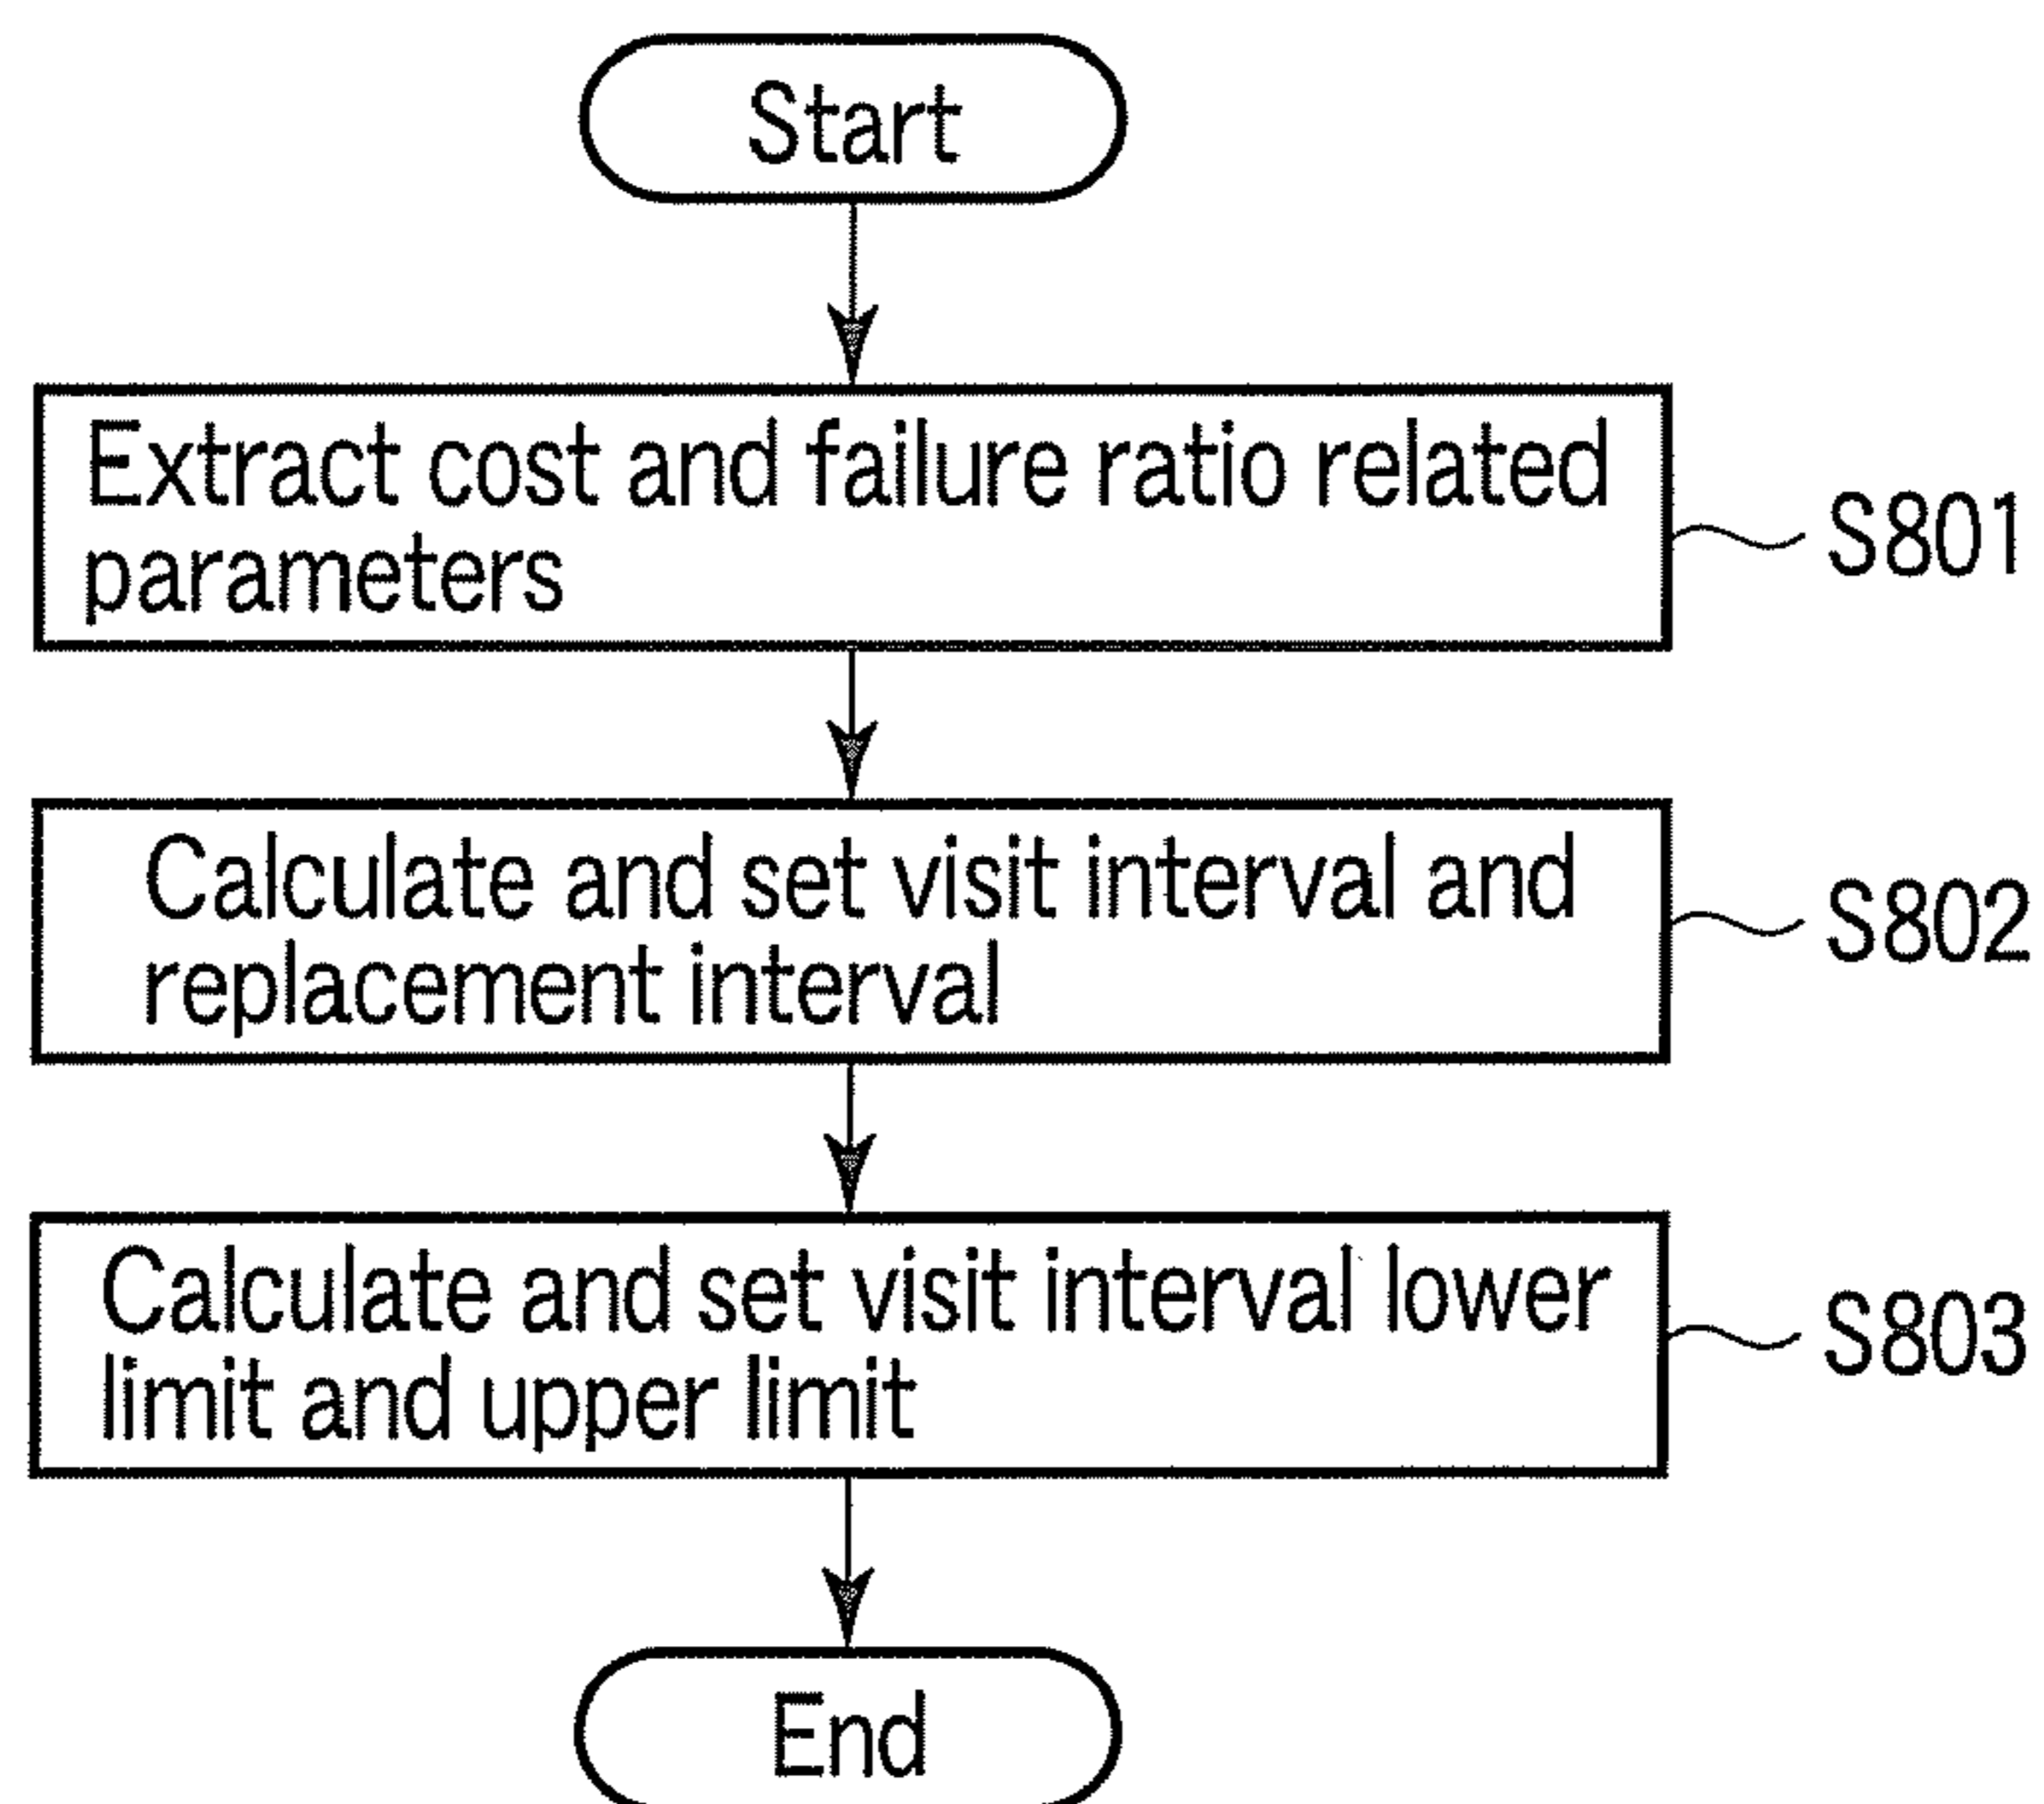 Start
Extract cost and failure ratio related
parameters
S801
Calculate and set visit interval and
replacement interval
S802
Calculate and set visit interval lower
limit and upper limit
S803
End